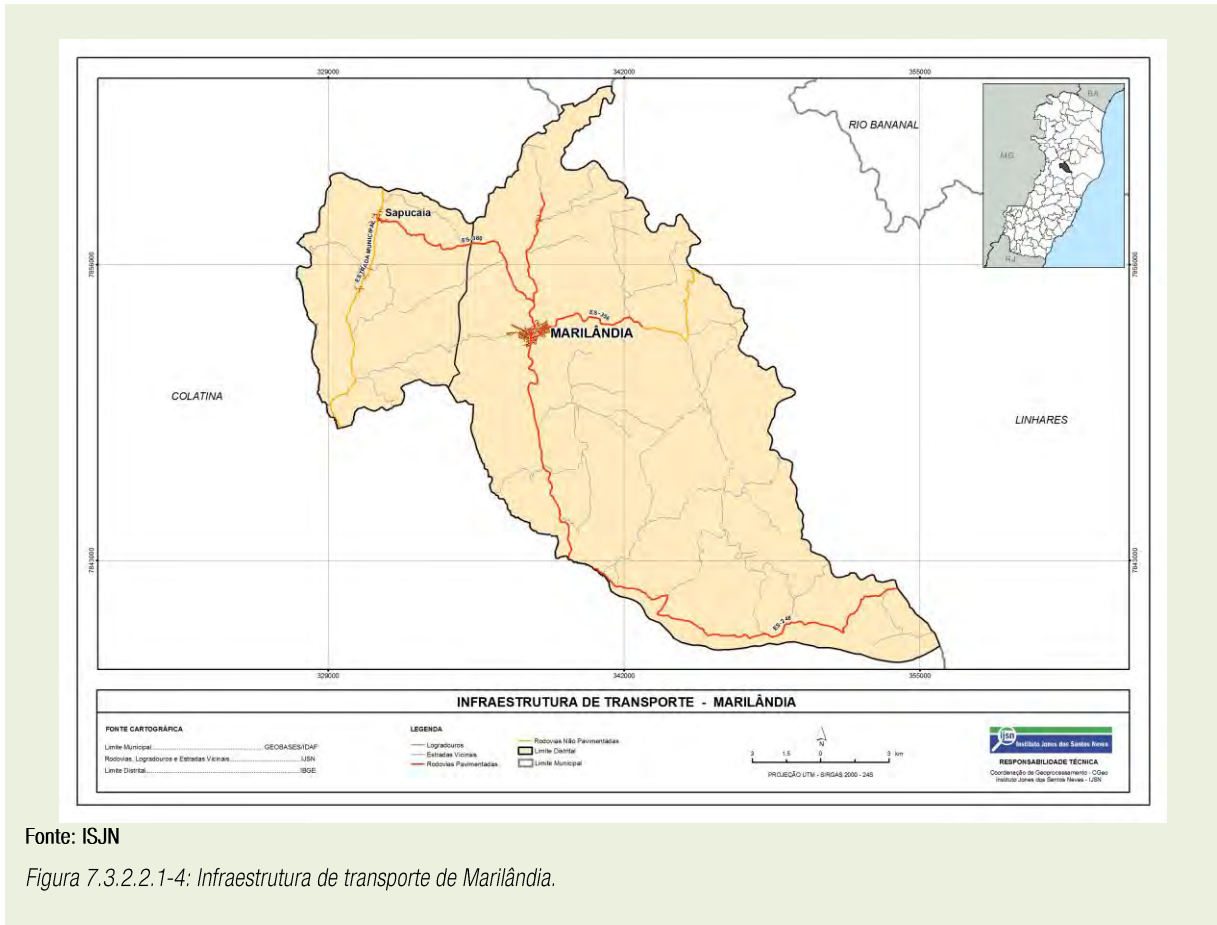 329000
342000
355000
BA
RIO BANANAL
MG
Sapucaia
ESTRADA MUNICIPAL
RJ
7856000
7856000
ES-356
MARILÂNDIA
COLATINA
LINHARES
7843000
7843000
ES-248
329000
342000
355000
INFRAESTRUTURA DE TRANSPORTE - MARILÂNDIA
FONTE CARTOGRÁFICA
Limite Municipal GEOBASES/IDAF
Rodovias, Logradouros e Estradas Vicinais IJSN
Limite Distrital IBGE
LEGENDA
Logradouros
Estradas Vicinais
Rodovias Pavimentadas
Rodovias Não Pavimentadas
Limite Distrital
Limite Municipal
N
3 1,5 0 3 km
PROJEÇÃO UTM - SIRGAS 2000 - 24S
ijsn
Instituto Jones dos Santos Neves
RESPONSABILIDADE TÉCNICA
Coordenação de Geoprocessamento - CGeo
Instituto Jones dos Santos Neves - IJSN
Fonte: ISJN
Figura 7.3.2.2.1-4: Infraestrutura de transporte de Marilândia.